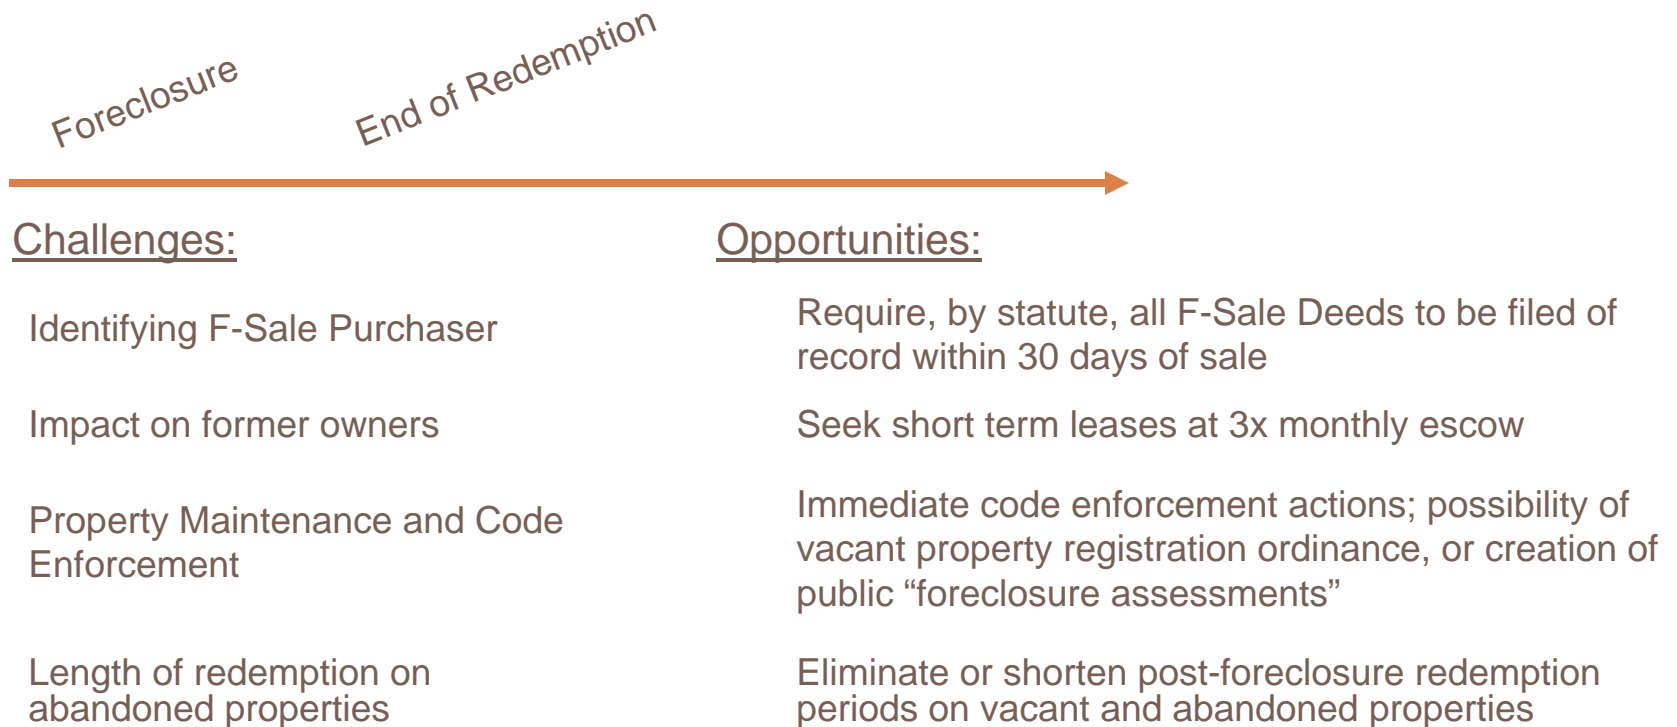 Foreclosure
End of Redemption
Challenges:
Opportunities:
Identifying F-Sale Purchaser
Require, by statute, all F-Sale Deeds to be filed of
record within 30 days of sale
Impact on former owners
Seek short term leases at 3x monthly escow
Property Maintenance and Code
Enforcement
Immediate code enforcement actions; possibility of
vacant property registration ordinance, or creation of
public “foreclosure assessments”
Length of redemption on
abandoned properties
Eliminate or shorten post-foreclosure redemption
periods on vacant and abandoned properties